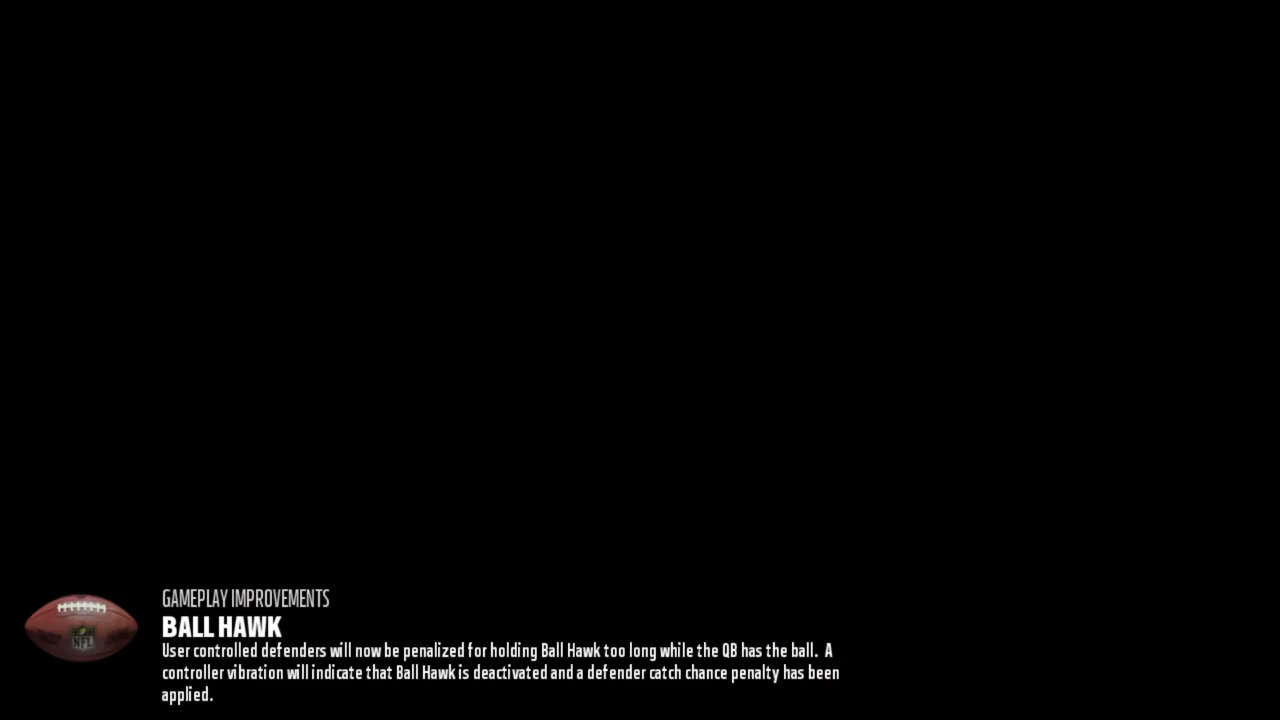 GAMEPLAY IMPROVEMENTS
BALL HAWK
User controlled defenders will now be penalized for holding Ball Hawk too long while the QB has the ball.  A
controller vibration will indicate that Ball Hawk is deactivated and a defender catch chance penalty has been
applied.
NFL